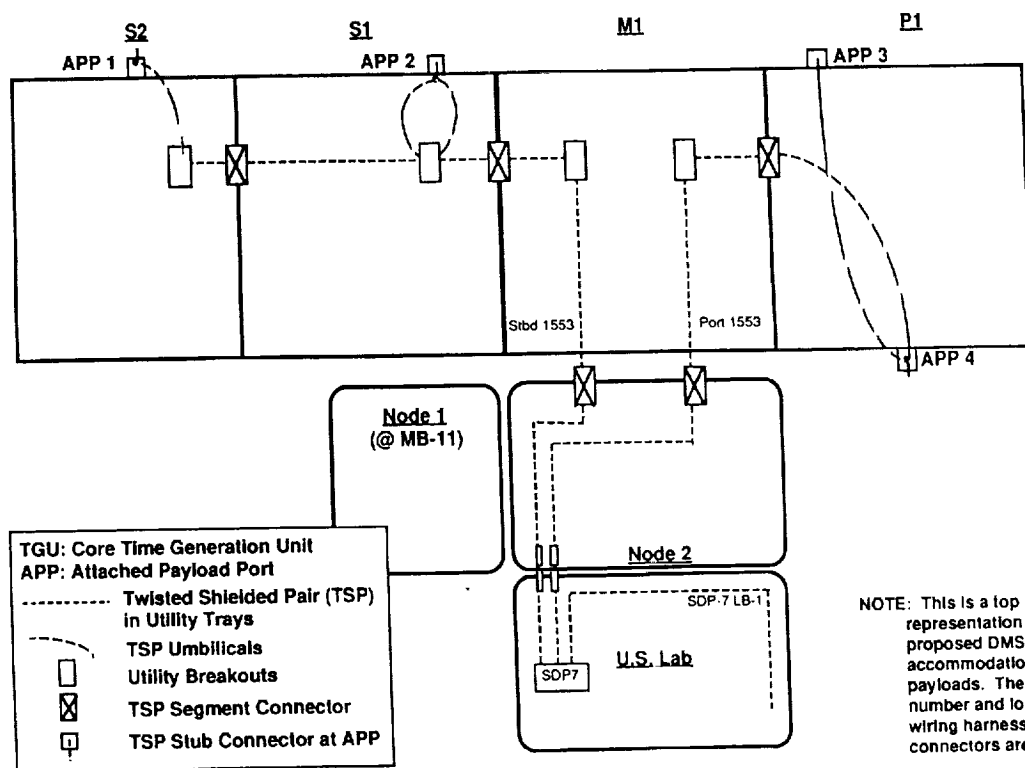 S2
S1
M1
P1
APP 1
APP 2
APP 3
Stbd 1553
Port 1553
APP 4
Node 1
(@ MB-11)
Node 2
TGU: Core Time Generation Unit
APP: Attached Payload Port
Twisted Shielded Pair (TSP)
in Utility Trays
TSP Umbilicals
Utility Breakouts
TSP Segment Connector
TSP Stub Connector at APP
SDP-7 LB-1
U.S. Lab
SDP7
NOTE: This is a top
representation
proposed DMS
accommodatio
payloads. The
number and lo
wiring harness
connectors are